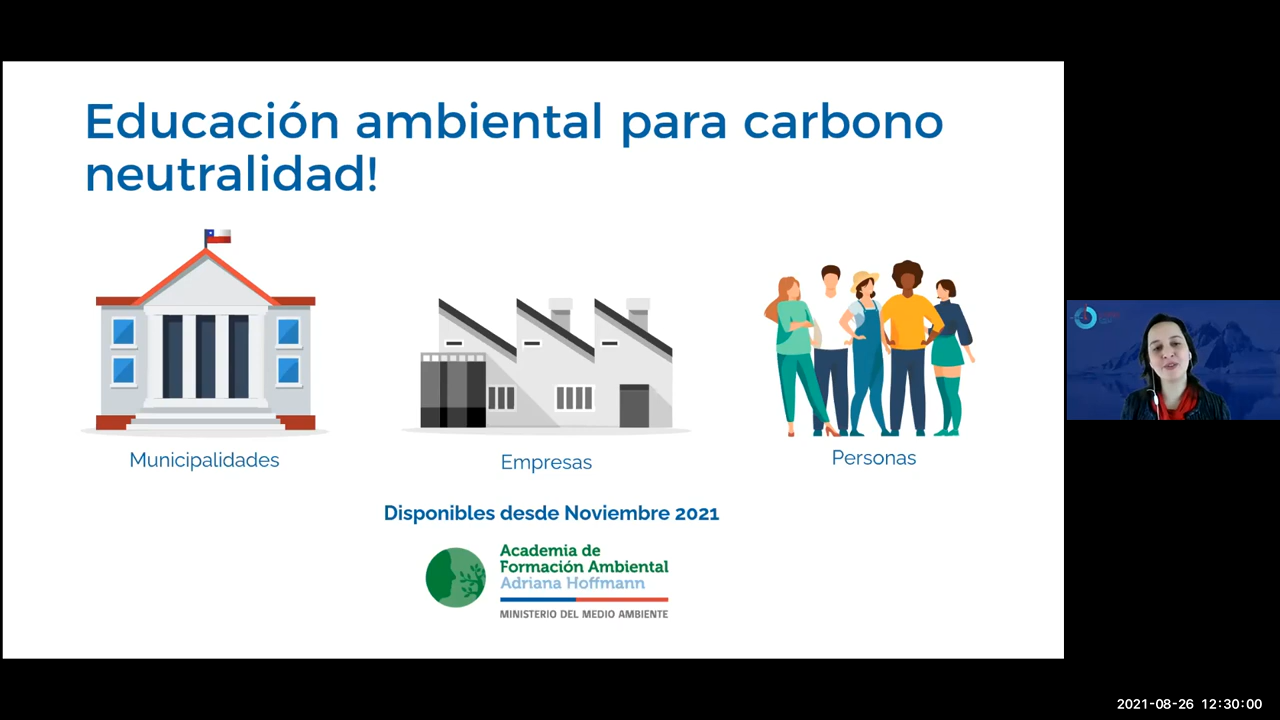 Educación ambiental para carbono
neutralidad!
Municipalidades
Empresas
Personas
Disponibles desde Noviembre 2021
Academia de
Formación Ambiental
Adriana Hoffmann
MINISTERIO DEL MEDIO AMBIENTE
2021-08-26 12:30:00